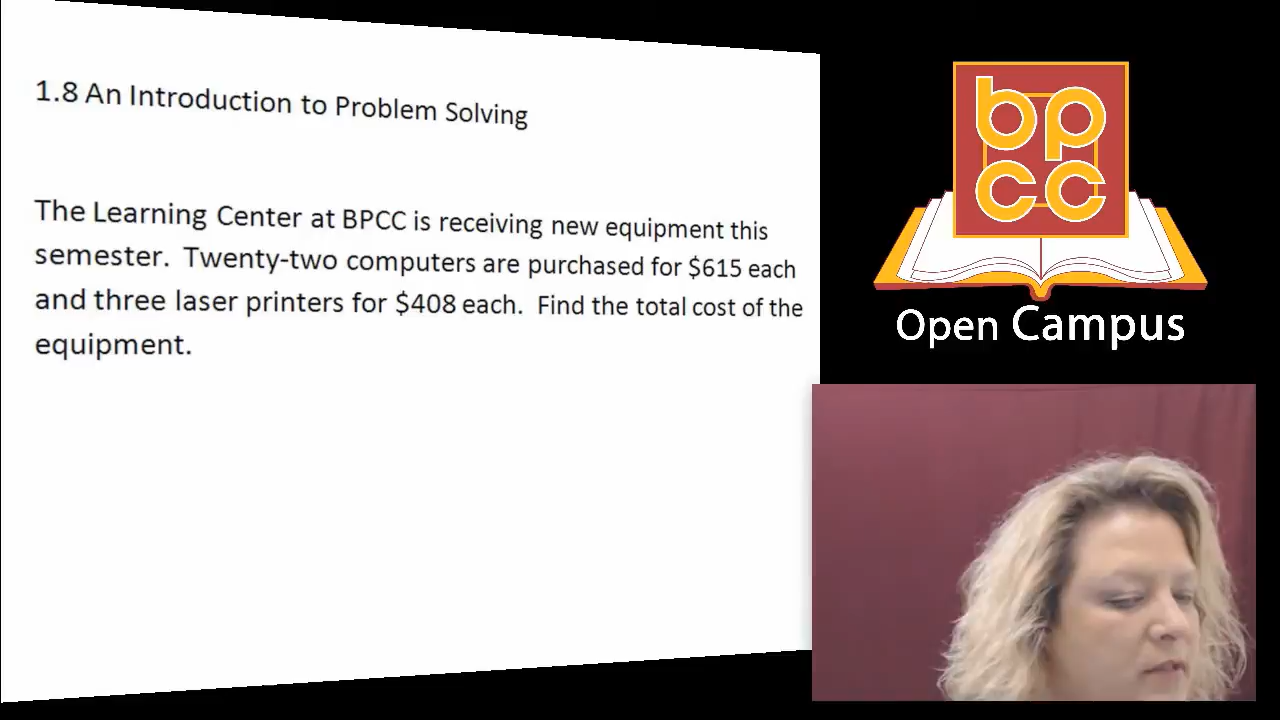 1.8 An Introduction to Problem Solving
The Learning Center at BPCC is receiving new equipment this
semester.  Twenty-two computers are purchased for $615 each
and three laser printers for $408 each.  Find the total cost of the
equipment.
bp
cc
Open Campus